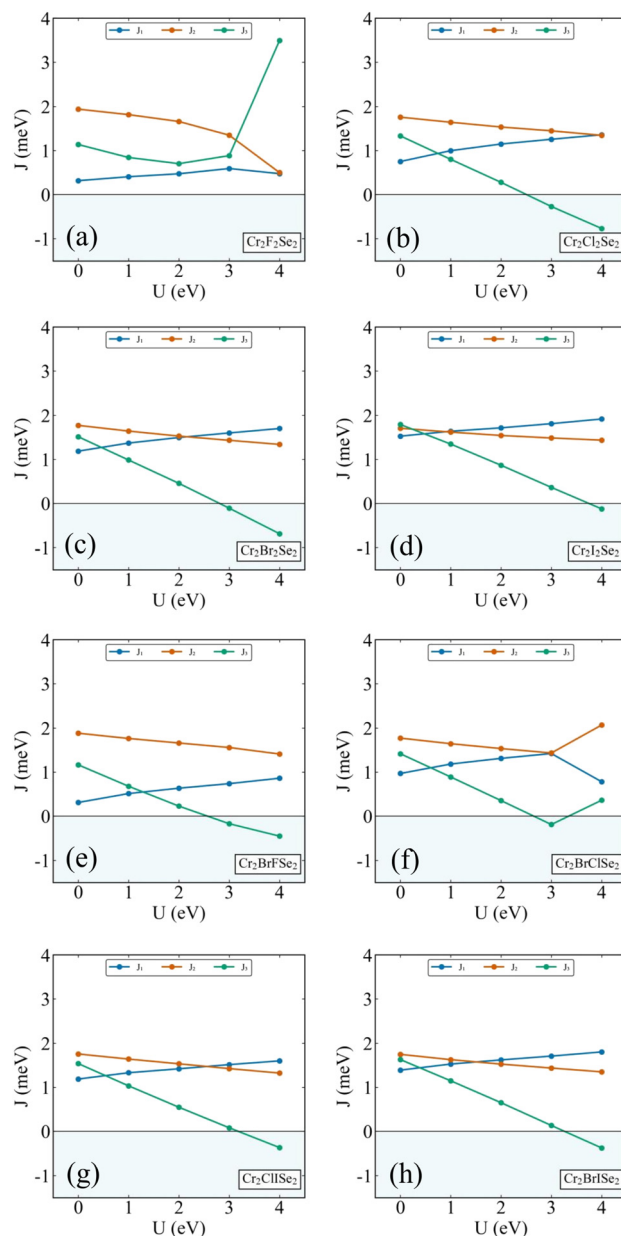 4
J₁ J₂ J₃
3
2
1
0
-1
J (meV)
(a)
Cr₂F₂Se₂
0 1 2 3 4
U (eV)
4
J₁ J₂ J₃
3
2
1
0
-1
J (meV)
(b)
Cr₂Cl₂Se₂
0 1 2 3 4
U (eV)
4
J₁ J₂ J₃
3
2
1
0
-1
J (meV)
(c)
Cr₂Br₂Se₂
0 1 2 3 4
U (eV)
4
J₁ J₂ J₃
3
2
1
0
-1
J (meV)
(d)
Cr₂I₂Se₂
0 1 2 3 4
U (eV)
4
J₁ J₂ J₃
3
2
1
0
-1
J (meV)
(e)
Cr₂BrFSe₂
0 1 2 3 4
U (eV)
4
J₁ J₂ J₃
3
2
1
0
-1
J (meV)
(f)
Cr₂BrClSe₂
0 1 2 3 4
U (eV)
4
J₁ J₂ J₃
3
2
1
0
-1
J (meV)
(g)
Cr₂ClISe₂
0 1 2 3 4
U (eV)
4
J₁ J₂ J₃
3
2
1
0
-1
J (meV)
(h)
Cr₂BrISe₂
0 1 2 3 4
U (eV)